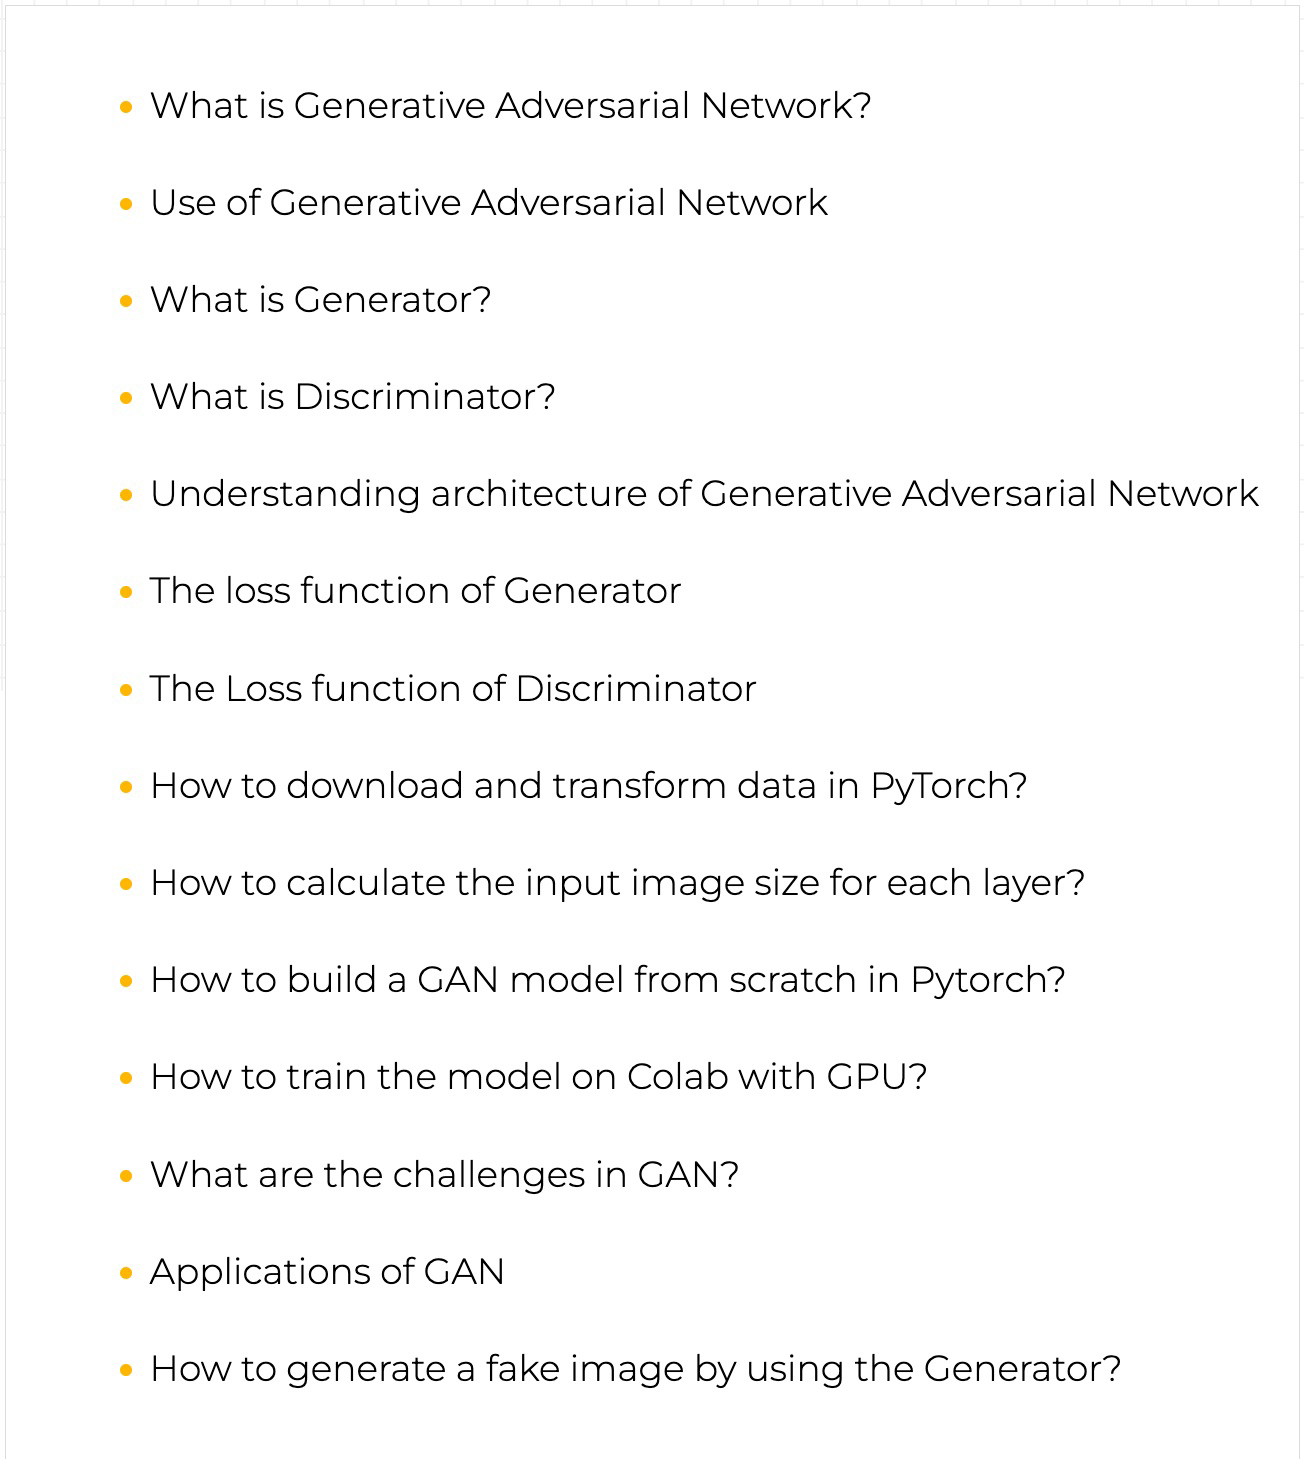 What is Generative Adversarial Network?
Use of Generative Adversarial Network
What is Generator?
What is Discriminator?
Understanding architecture of Generative Adversarial Network
The loss function of Generator
The Loss function of Discriminator
How to download and transform data in PyTorch?
How to calculate the input image size for each layer?
How to build a GAN model from scratch in Pytorch?
How to train the model on Colab with GPU?
What are the challenges in GAN?
Applications of GAN
How to generate a fake image by using the Generator?